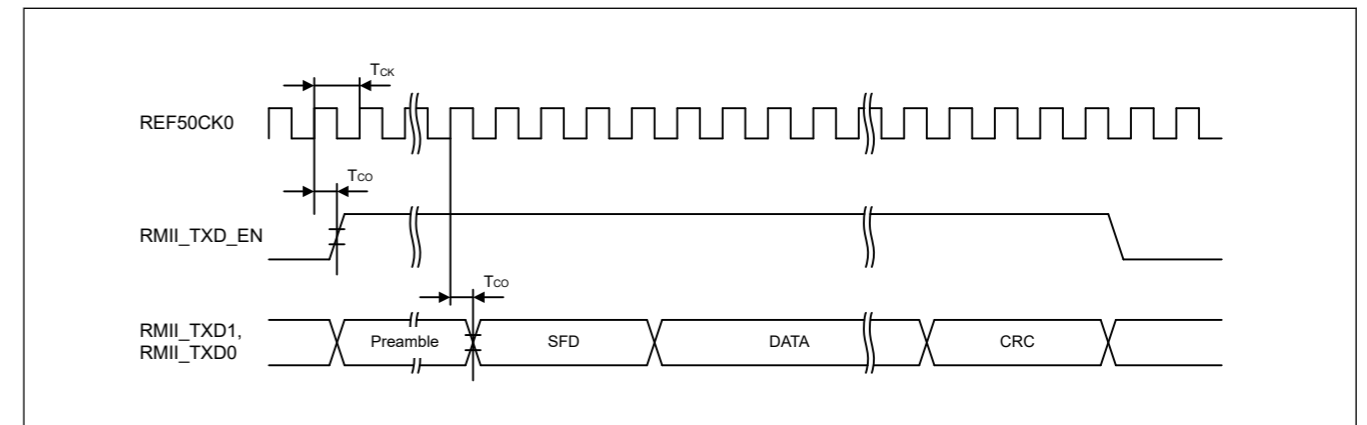 TCK
REF50CK0
TCO
RMII_TXD_EN
TCO
RMII_TXD1,
RMII_TXD0
Preamble
SFD
DATA
CRC